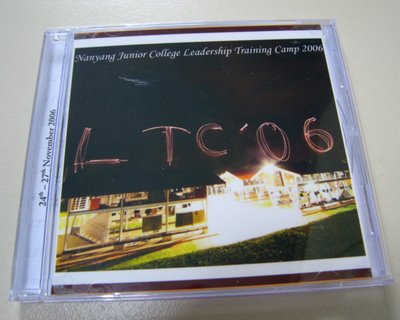 Nanyang Junior College Leadership Training Camp 2006
LTC'06
24th – 27th November 2006